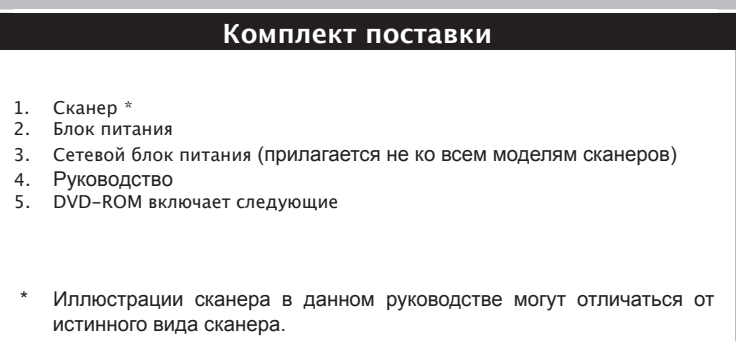 Комплект поставки
1. Сканер *
2. Блок питания
3. Сетевой блок питания (прилагается не ко всем моделям сканеров)
4. Руководство
5. DVD-ROM включает следующие
* Иллюстрации сканера в данном руководстве могут отличаться от
истинного вида сканера.